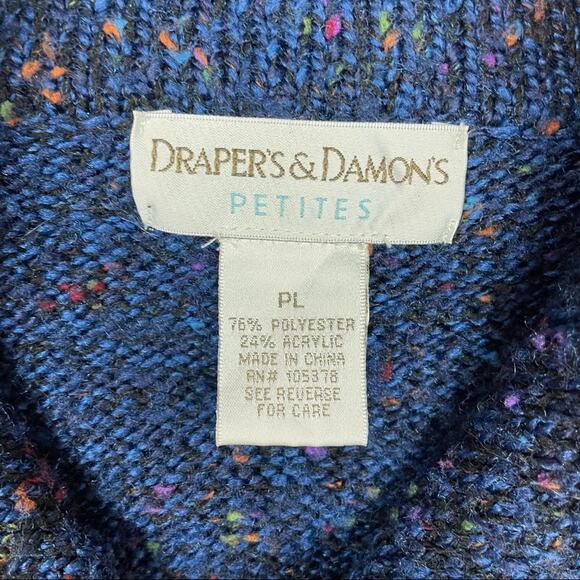 DRAPER'S & DAMON'S
PETITES
PL
76% POLYESTER
24% ACRYLIC
MADE IN CHINA
RN# 105378
SEE REVERSE
FOR CARE